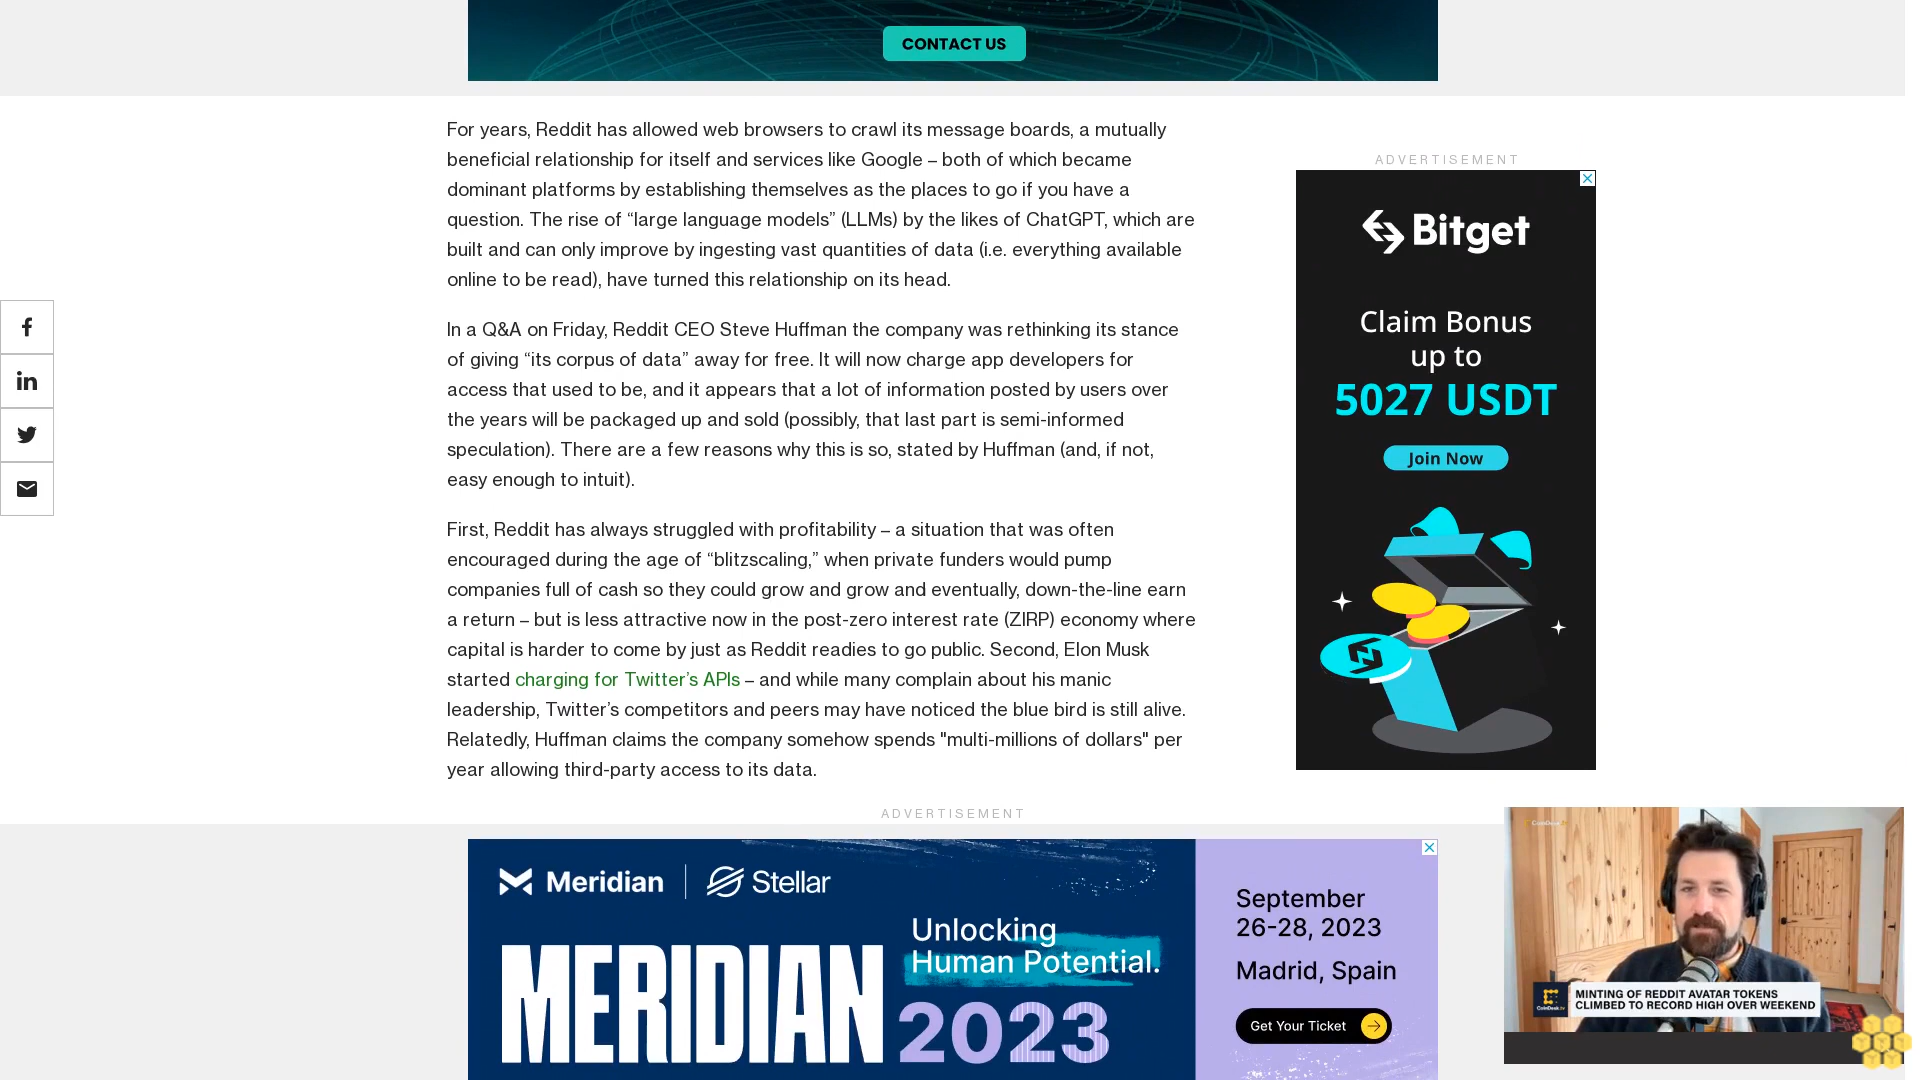 CONTACT US
For years, Reddit has allowed web browsers to crawl its message boards, a mutually
beneficial relationship for itself and services like Google – both of which became
dominant platforms by establishing themselves as the places to go if you have a
question. The rise of “large language models” (LLMs) by the likes of ChatGPT, which are
built and can only improve by ingesting vast quantities of data (i.e. everything available
online to be read), have turned this relationship on its head.
In a Q&A on Friday, Reddit CEO Steve Huffman the company was rethinking its stance
of giving “its corpus of data” away for free. It will now charge app developers for
access that used to be, and it appears that a lot of information posted by users over
the years will be packaged up and sold (possibly, that last part is semi-informed
speculation). There are a few reasons why this is so, stated by Huffman (and, if not,
easy enough to intuit).
First, Reddit has always struggled with profitability – a situation that was often
encouraged during the age of “blitzscaling,” when private funders would pump
companies full of cash so they could grow and grow and eventually, down-the-line earn
a return – but is less attractive now in the post-zero interest rate (ZIRP) economy where
capital is harder to come by just as Reddit readies to go public. Second, Elon Musk
started charging for Twitter’s APIs – and while many complain about his manic
leadership, Twitter’s competitors and peers may have noticed the blue bird is still alive.
Relatedly, Huffman claims the company somehow spends "multi-millions of dollars" per
year allowing third-party access to its data.
ADVERTISEMENT
Bitget
Claim Bonus
up to
5027 USDT
Join Now
ADVERTISEMENT
Meridian
Stellar
MERIDIAN
Unlocking
Human Potential.
2023
September
26-28, 2023
Madrid, Spain
Get Your Ticket
CoinDesk
CoinDesk.tv
MINTING OF REDDIT AVATAR TOKENS
CLIMBED TO RECORD HIGH OVER WEEKEND